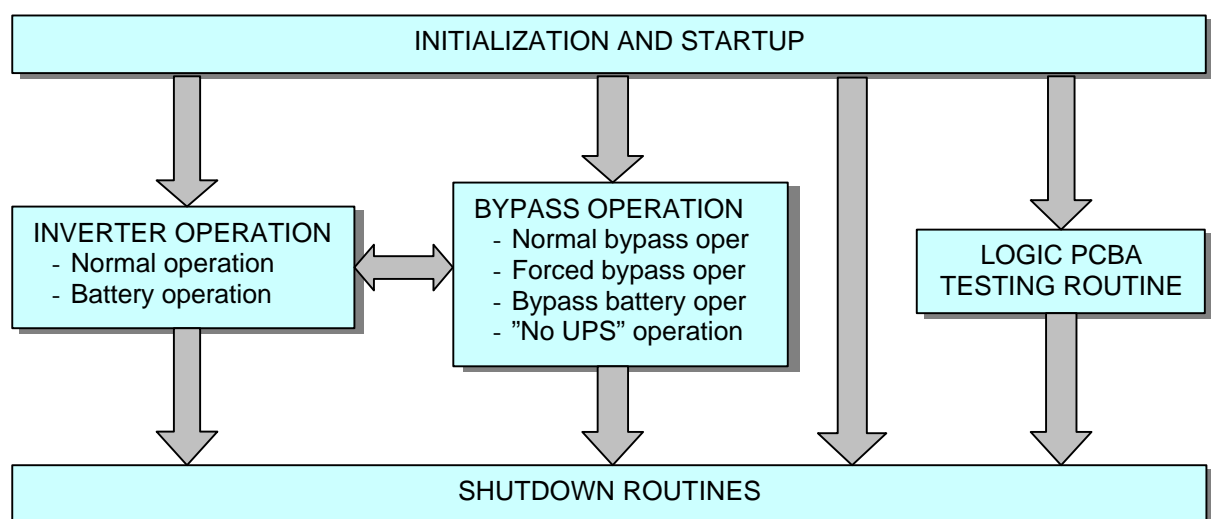 INITIALIZATION AND STARTUP
INVERTER OPERATION
- Normal operation
- Battery operation
BYPASS OPERATION
- Normal bypass oper
- Forced bypass oper
- Bypass battery oper
- ”No UPS” operation
LOGIC PCBA
TESTING ROUTINE
SHUTDOWN ROUTINES